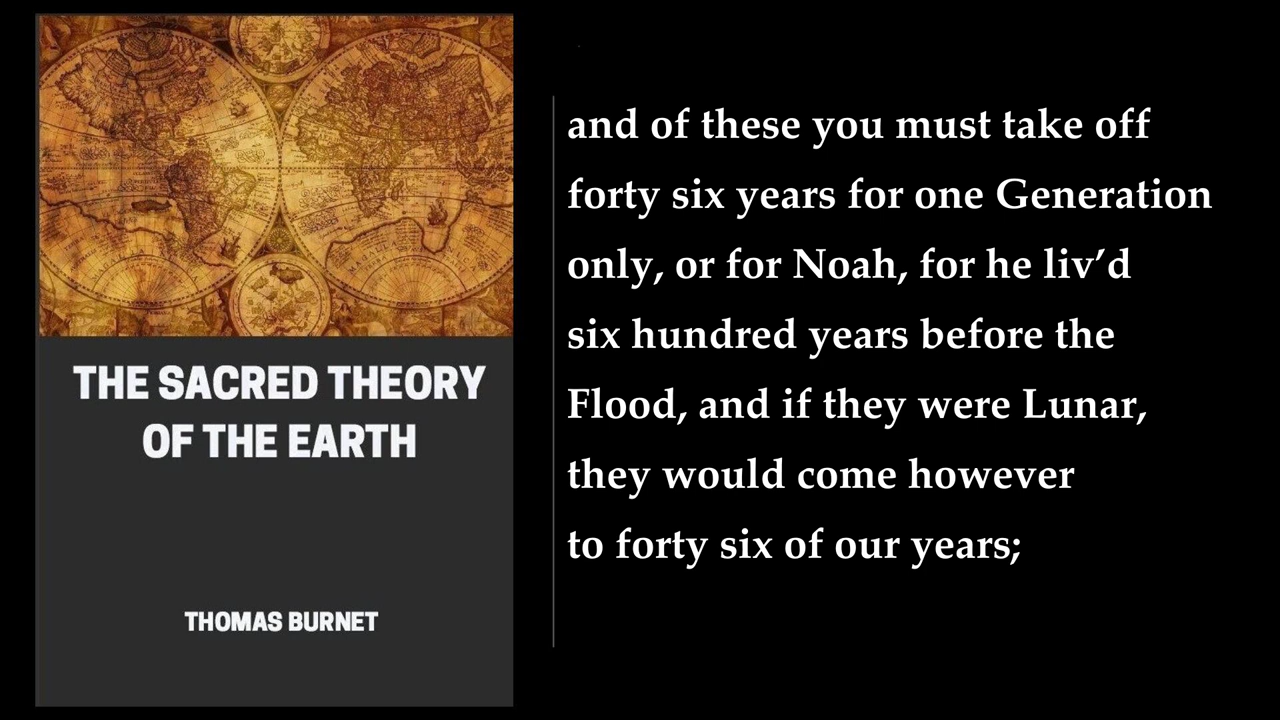 THE SACRED THEORY
OF THE EARTH
THOMAS BURNET
and of these you must take off
forty six years for one Generation
only, or for Noah, for he liv’d
six hundred years before the
Flood, and if they were Lunar,
they would come however
to forty six of our years;